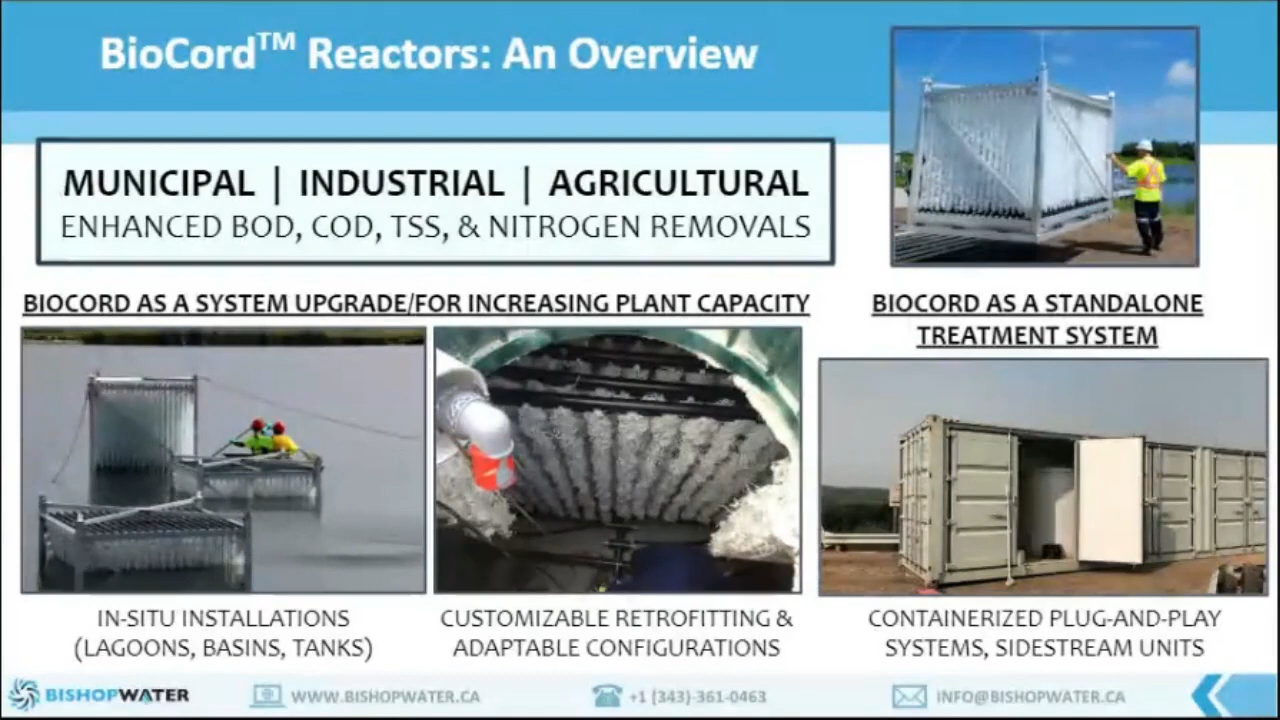 BioCord™ Reactors: An Overview
MUNICIPAL | INDUSTRIAL | AGRICULTURAL
ENHANCED BOD, COD, TSS, & NITROGEN REMOVALS
BIOCORD AS A SYSTEM UPGRADE/FOR INCREASING PLANT CAPACITY
IN-SITU INSTALLATIONS
(LAGOONS, BASINS, TANKS)
CUSTOMIZABLE RETROFITTING &
ADAPTABLE CONFIGURATIONS
BIOCORD AS A STANDALONE
TREATMENT SYSTEM
CONTAINERIZED PLUG-AND-PLAY
SYSTEMS, SIDESTREAM UNITS
BISHOPWATER
WWW.BISHOPWATER.CA
+1 (343)-361-0463
INFO@BISHOPWATER.CA